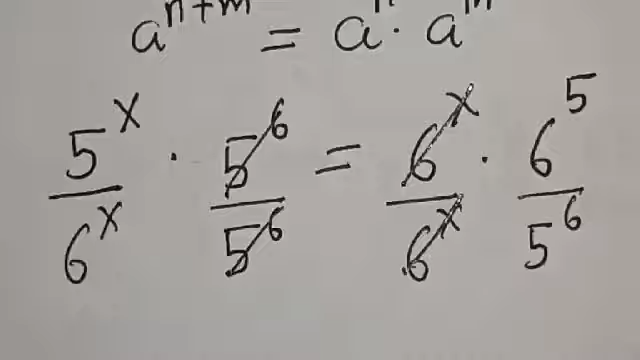 a^{n+m} = a^n · a^m
5^x/6^x · 5^6/5^6 = 6^x/6^x · 6^5/5^6